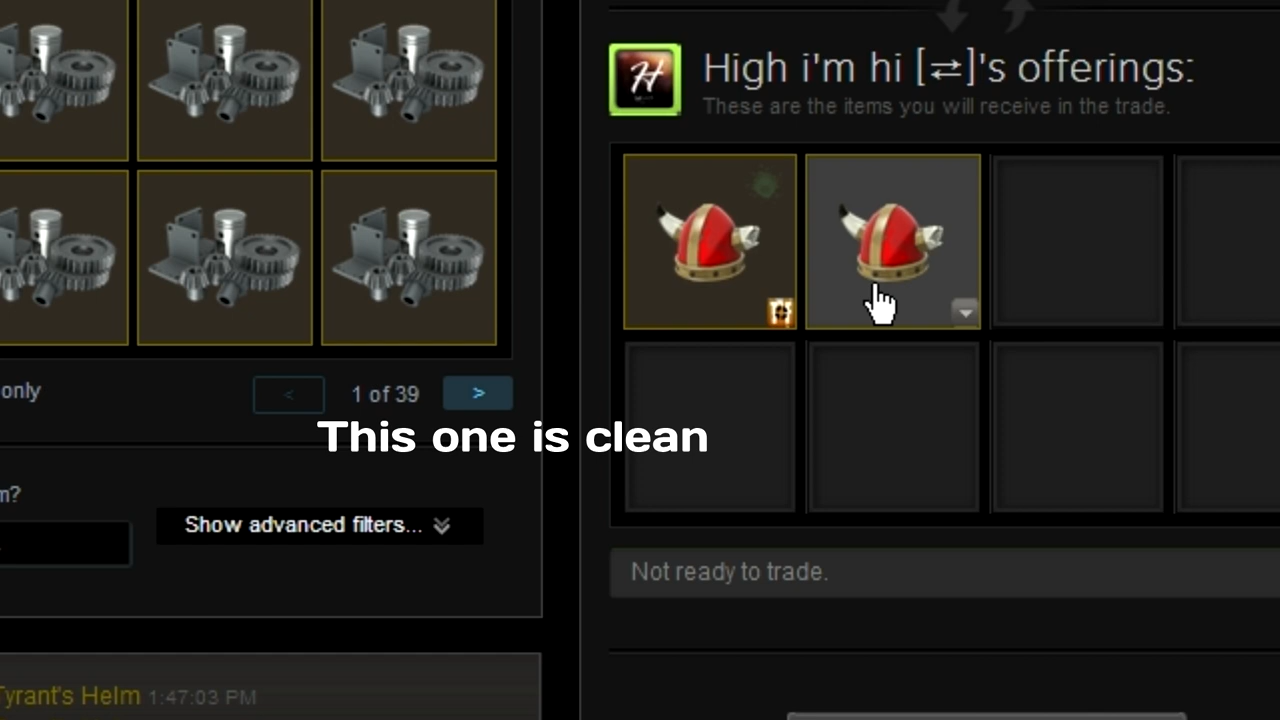 High i'm hi [⇄]'s offerings:
These are the items you will receive in the trade.
only
<
1 of 39
>
This one is clean
m?
Show advanced filters...
Not ready to trade.
Tyrant's Helm 1:47:03 PM